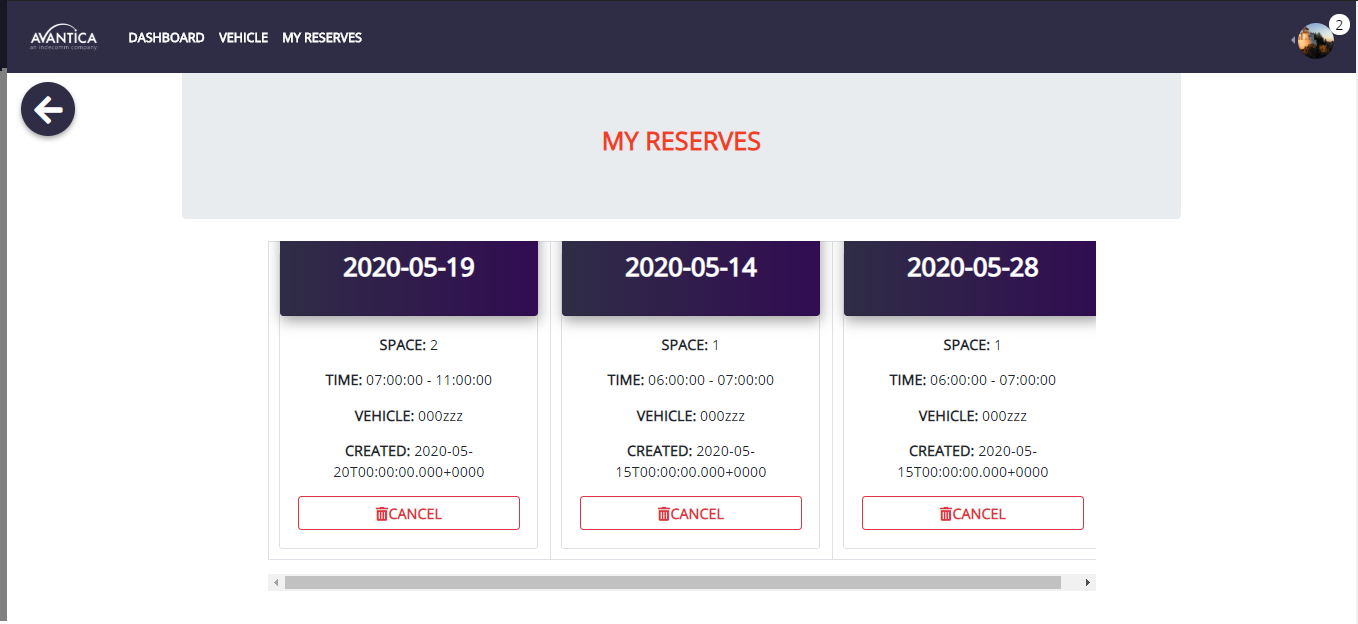 AVANTICA
an indecomm company
DASHBOARD VEHICLE MY RESERVES
2
MY RESERVES
2020-05-19
SPACE: 2
TIME: 07:00:00 - 11:00:00
VEHICLE: 000zzz
CREATED: 2020-05-
20T00:00:00.000+0000
CANCEL
2020-05-14
SPACE: 1
TIME: 06:00:00 - 07:00:00
VEHICLE: 000zzz
CREATED: 2020-05-
15T00:00:00.000+0000
CANCEL
2020-05-28
SPACE: 1
TIME: 06:00:00 - 07:00:00
VEHICLE: 000zzz
CREATED: 2020-05-
15T00:00:00.000+0000
CANCEL